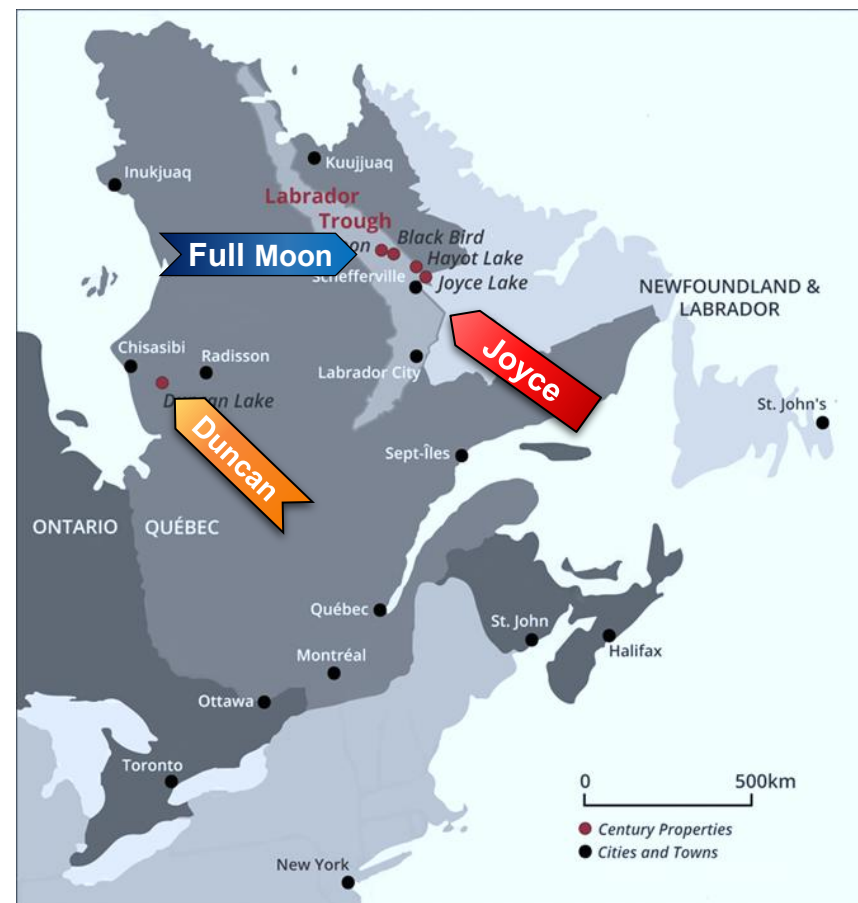 Inukjuaq
Kuujjuaq
Labrador
Trough
Full Moon
Black Bird
Hayot Lake
Schefferville
Joyce Lake
NEWFOUNDLAND &
LABRADOR
Chisasibi
Radisson
Labrador City
Joyce
Duncan Lake
St. John's
Duncan
Sept-Îles
ONTARIO
QUÉBEC
Québec
St. John
Halifax
Montréal
Ottawa
Toronto
0
500km
Century Properties
Cities and Towns
New York